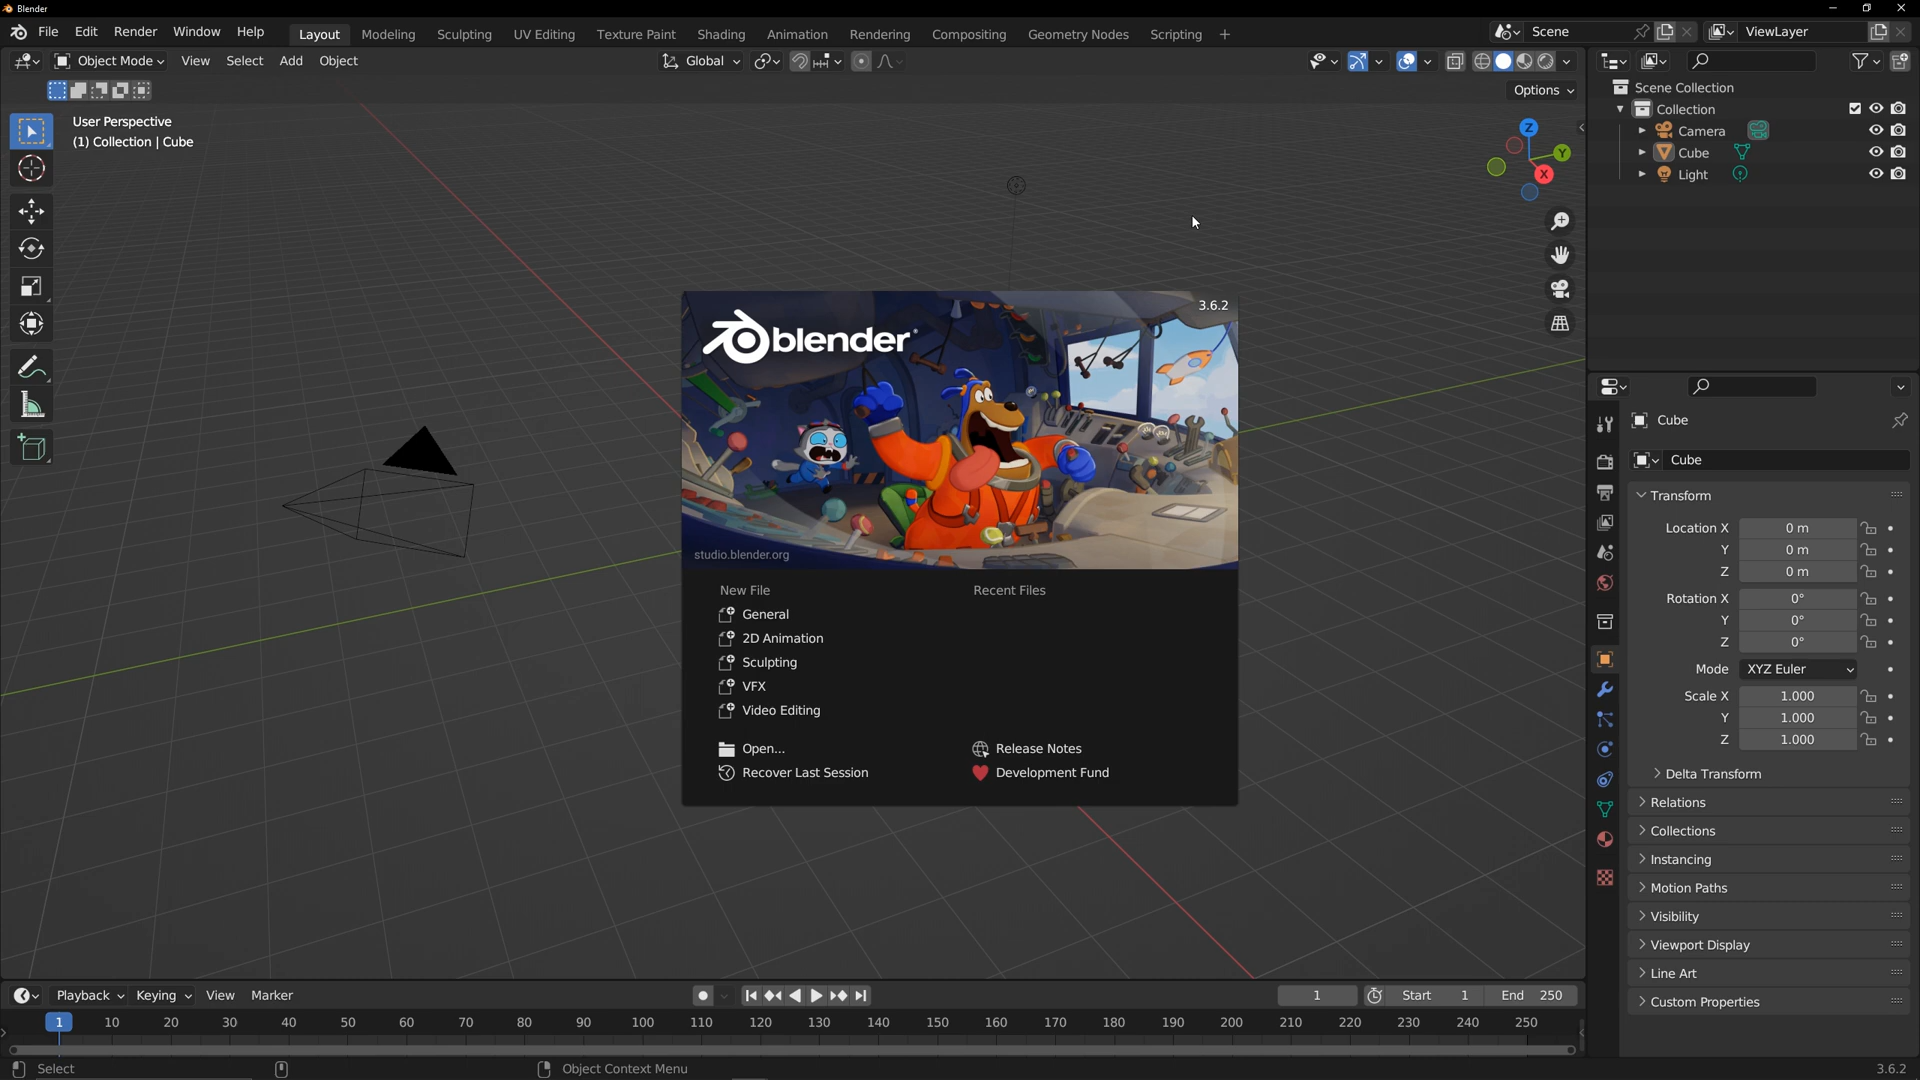 Blender
File Edit Render Window Help Layout Modeling Sculpting UV Editing Texture Paint Shading Animation Rendering Compositing Geometry Nodes Scripting + Scene ViewLayer
Object Mode View Select Add Object Global
Options
User Perspective
(1) Collection | Cube
Z
Y
X
Scene Collection
Collection
Camera
Cube
Light
3.6.2
blender
studio.blender.org
New File
General
2D Animation
Sculpting
VFX
Video Editing
Open...
Recover Last Session
Recent Files
Release Notes
Development Fund
Cube
Cube
Transform
Location X 0 m
Y 0 m
Z 0 m
Rotation X 0°
Y 0°
Z 0°
Mode XYZ Euler
Scale X 1.000
Y 1.000
Z 1.000
Delta Transform
Relations
Collections
Instancing
Motion Paths
Visibility
Viewport Display
Line Art
Custom Properties
Playback Keying View Marker 1 Start 1 End 250
1 10 20 30 40 50 60 70 80 90 100 110 120 130 140 150 160 170 180 190 200 210 220 230 240 250
Select Object Context Menu 3.6.2